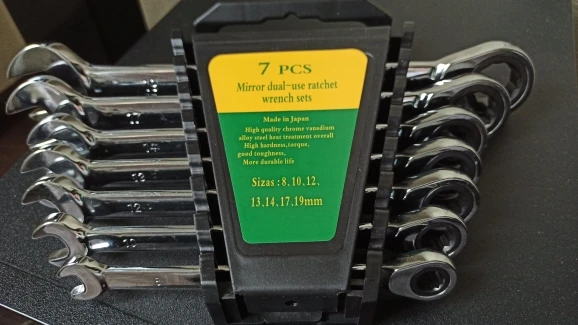 7 PCS
Mirror dual-use ratchet
wrench sets
Made in Japan
High quality chrome vanadium
alloy steel heat treatment overall
High hardness,torque,
good toughness,
More durable life
Sizas : 8,10,12,
13,14,17,19mm